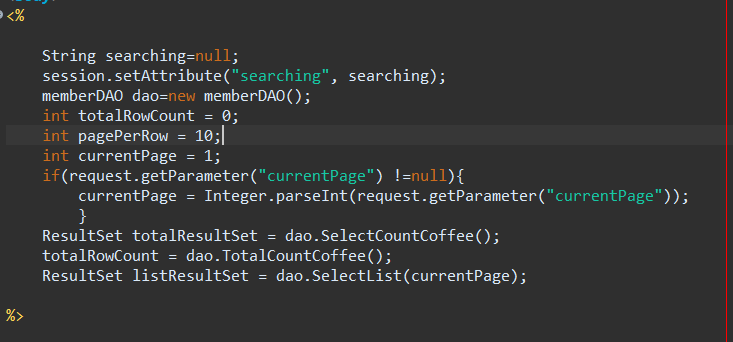 <%
String searching=null;
session.setAttribute("searching", searching);
memberDAO dao=new memberDAO();
int totalRowCount = 0;
int pagePerRow = 10;
int currentPage = 1;
if(request.getParameter("currentPage") !=null){
currentPage = Integer.parseInt(request.getParameter("currentPage"));
}
ResultSet totalResultSet = dao.SelectCountCoffee();
totalRowCount = dao.TotalCountCoffee();
ResultSet listResultSet = dao.SelectList(currentPage);
%>